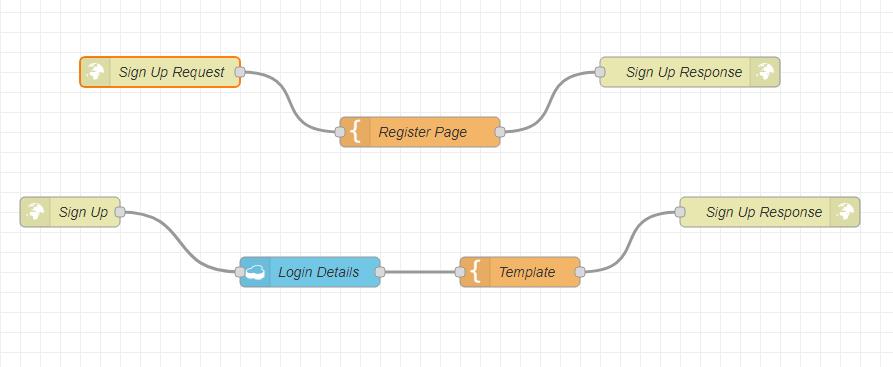 Sign Up Request
Sign Up Response
Register Page
Sign Up
Sign Up Response
Login Details
Template